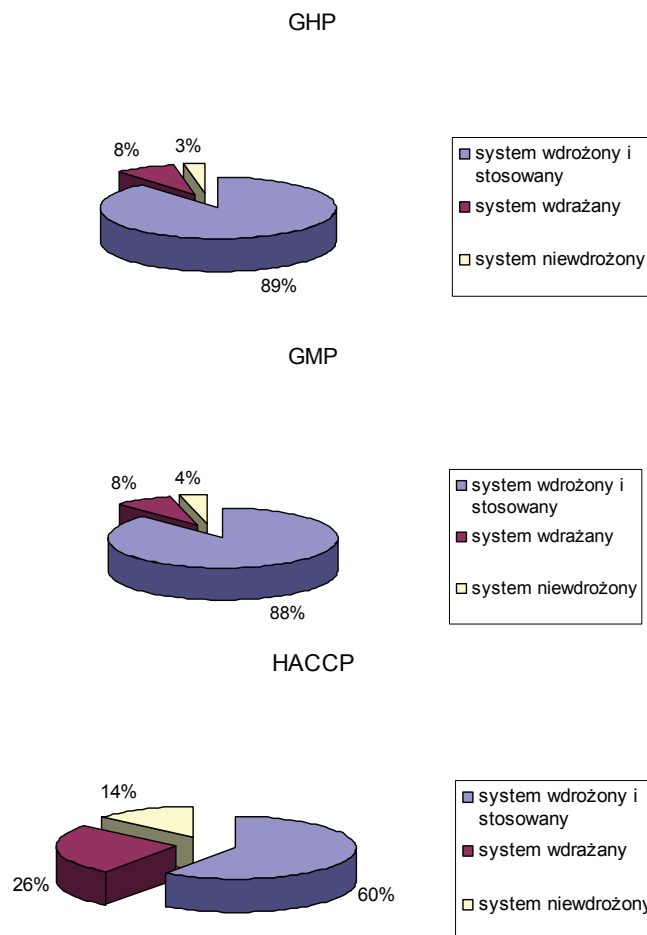 GHP
8%
3%
89%
system wdrożony i
stosowany
system wdrażany
system niewdrożony
GMP
8%
4%
88%
system wdrożony i
stosowany
system wdrażany
system niewdrożony
HACCP
14%
26%
60%
system wdrożony i
stosowany
system wdrażany
system niewdrożony